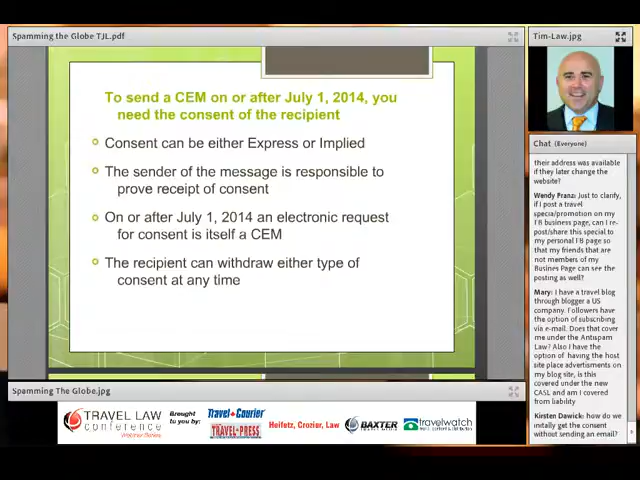 Spamming the Globe TJL.pdf
To send a CEM on or after July 1, 2014, you
need the consent of the recipient
Consent can be either Express or Implied
The sender of the message is responsible to
prove receipt of consent
On or after July 1, 2014 an electronic request
for consent is itself a CEM
The recipient can withdraw either type of
consent at any time
Tim-Law.jpg
Chat (Everyone)
their address was available
if they later change the
website?
Wendy Franz: Just to clarify,
if I post a travel
special/promotion on my
FB business page, can I re-
post/share this special to
my personal FB page so
that my friends that are
not members of my
Busines Page can see the
posting as well?
Mary: I have a travel blog
through blogger a US
company. Followers have
the option of subscribing
via e-mail. Does that cover
me under the Antispam
Law? Also I have the
option of having the host
site place advertisments on
my blog site, is this
covered under the new
CASL and am I covered
from liability
Kirsten Dawick: how do we
initally get the consent
without sending an email?
Spamming The Globe.jpg
TRAVEL LAW
conference
Webinar Series
Brought
to you by:
Travel Courier
TRAVEL PRESS
Heifetz, Crozier, Law
BAXTER
travelwatch